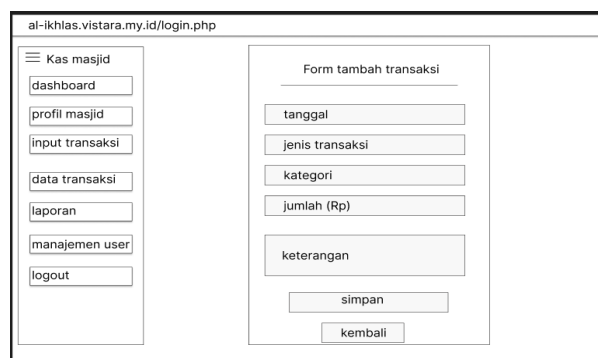 al-ikhlas.vistara.my.id/login.php
Kas masjid
dashboard
profil masjid
input transaksi
data transaksi
laporan
manajemen user
logout
Form tambah transaksi
tanggal
jenis transaksi
kategori
jumlah (Rp)
keterangan
simpan
kembali